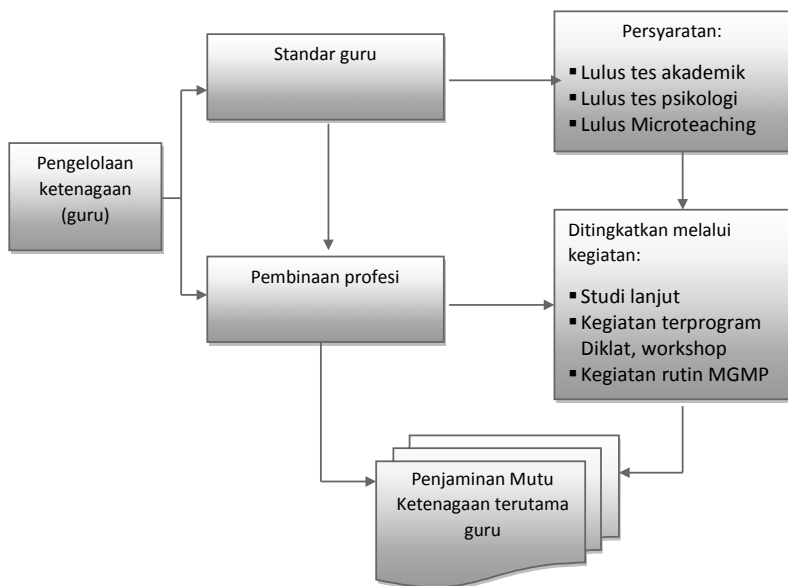 Standar guru
Persyaratan:
▪ Lulus tes akademik
▪ Lulus tes psikologi
▪ Lulus Microteaching
Pengelolaan
ketenagaan
(guru)
Pembinaan profesi
Ditingkatkan melalui
kegiatan:
▪ Studi lanjut
▪ Kegiatan terprogram
Diklat, workshop
▪ Kegiatan rutin MGMP
Penjaminan Mutu
Ketenagaan terutama
guru